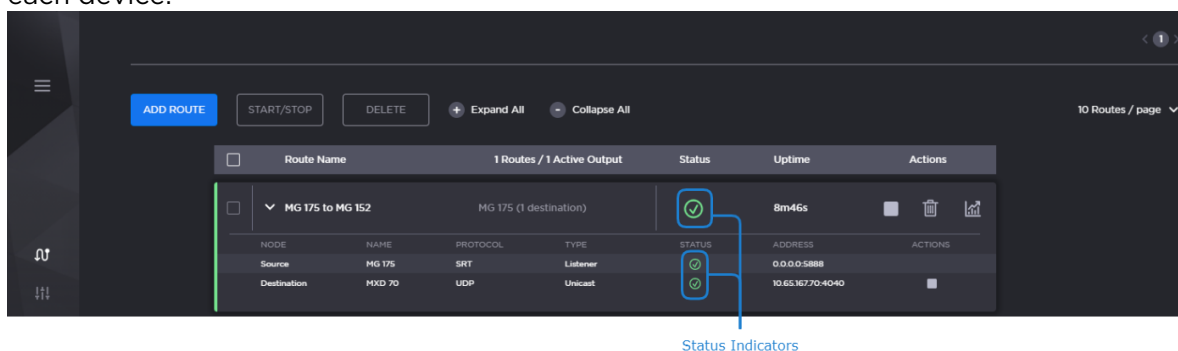 each device.
< 1 >
ADD ROUTE START/STOP DELETE + Expand All - Collapse All 10 Routes / page
Route Name 1 Routes / 1 Active Output Status Uptime Actions
MG 175 to MG 152 MG 175 (1 destination) 8m46s
NODE NAME PROTOCOL TYPE STATUS ADDRESS ACTIONS
Source MG 175 SRT Listener 0.0.0.0:5888
Destination MXD 70 UDP Unicast 10.65.167.70:4040
Status Indicators